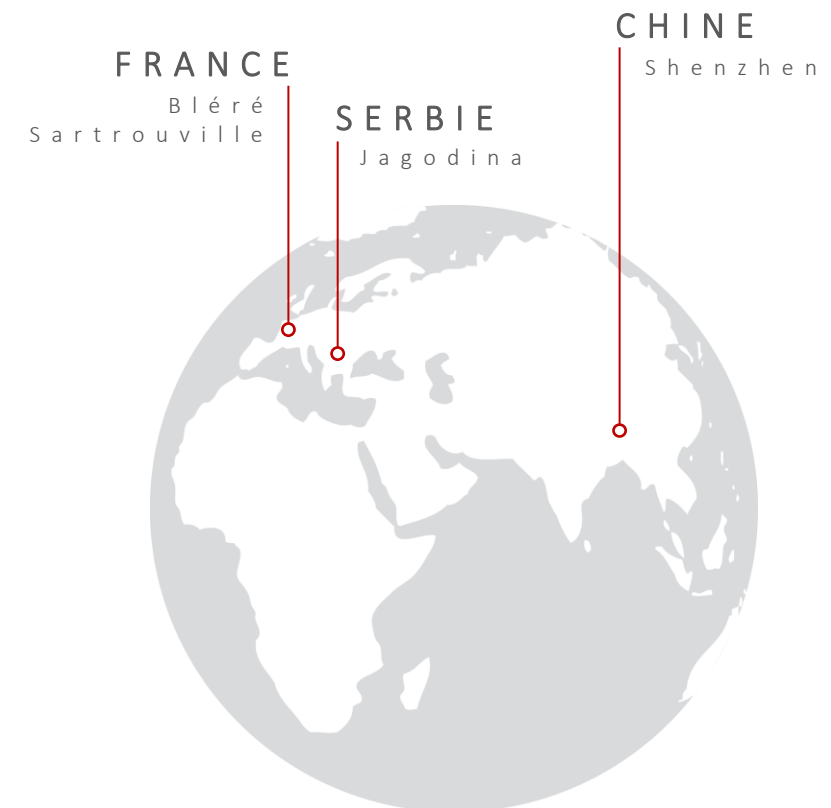 FRANCE
Bléré
Sartrouville
SERBIE
Jagodina
CHINE
Shenzhen